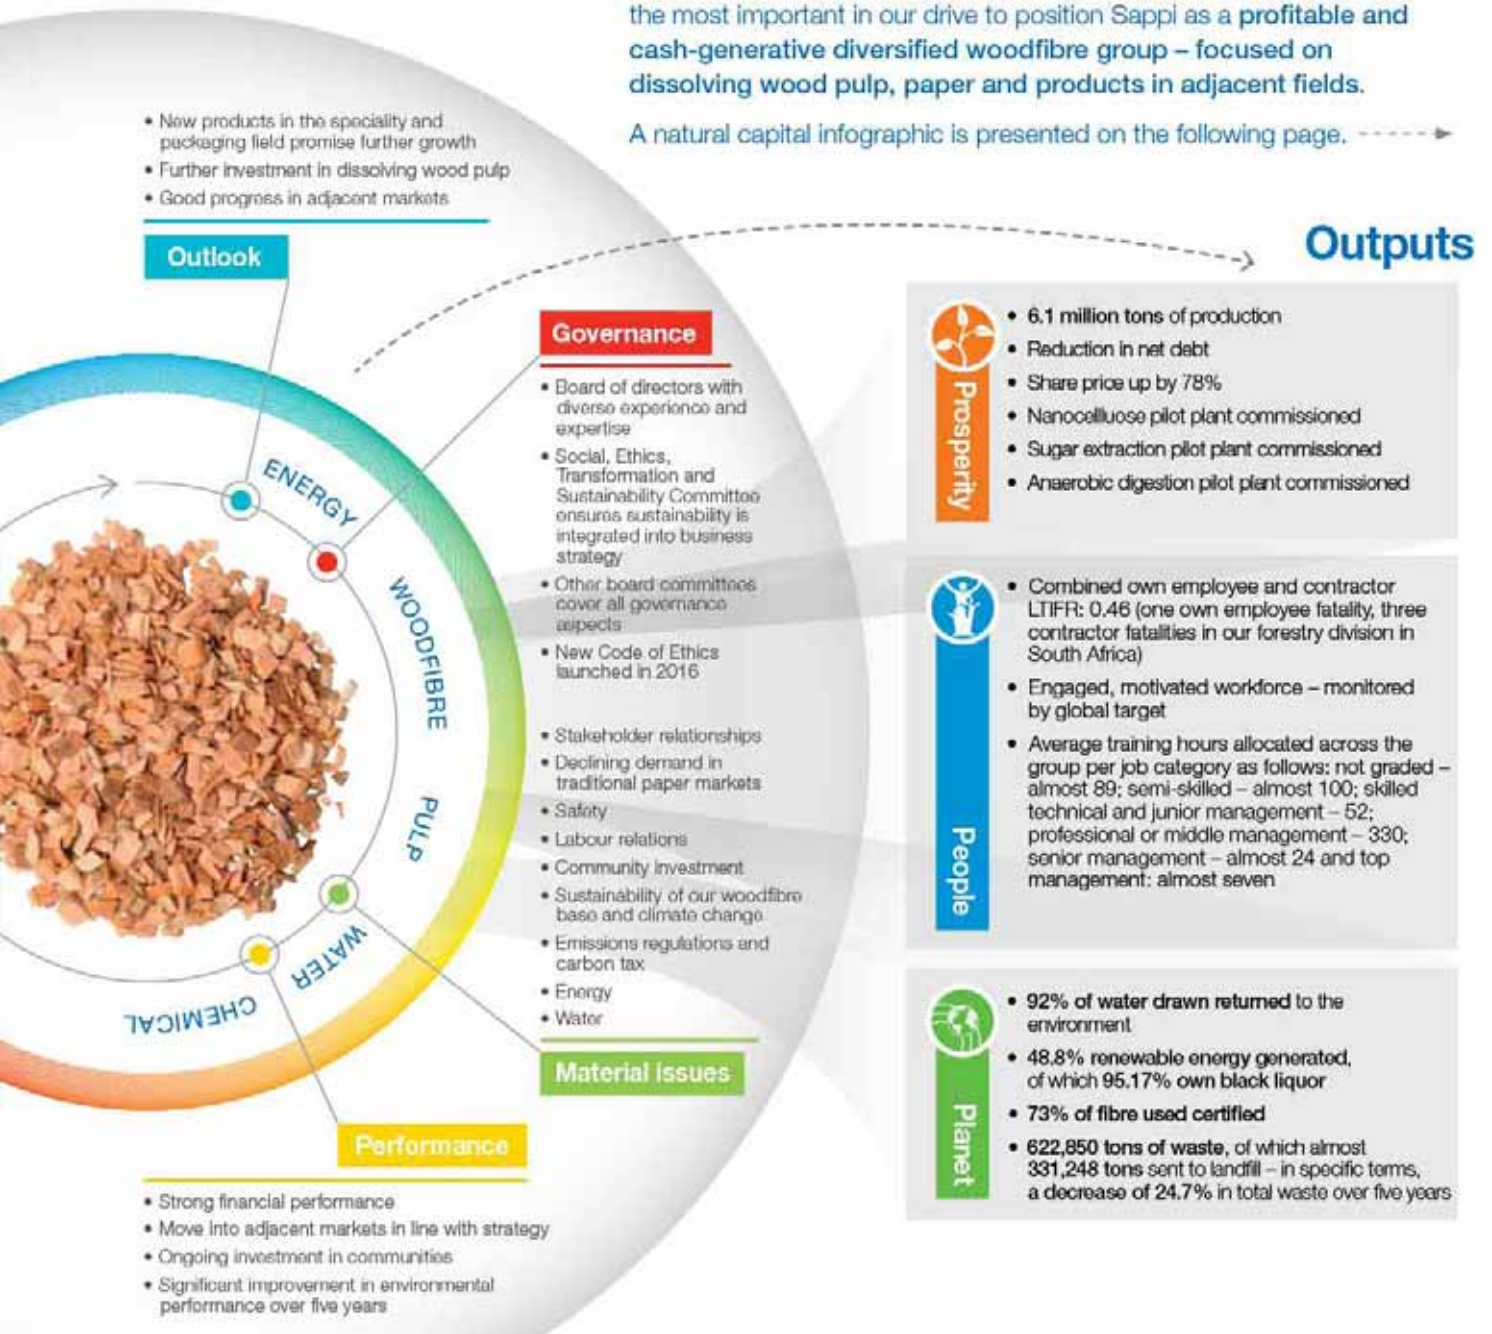 the most important in our drive to position Sappi as a profitable and
cash-generative diversified woodfibre group – focused on
dissolving wood pulp, paper and products in adjacent fields.
A natural capital infographic is presented on the following page.
• New products in the speciality and
packaging field promise further growth
• Further investment in dissolving wood pulp
• Good progress in adjacent markets
Outlook
ENERGY
WOODFIBRE
PULP
WATER
CHEMICAL
Governance
• Board of directors with
diverse experience and
expertise
• Social, Ethics,
Transformation and
Sustainability Committee
ensures sustainability is
integrated into business
strategy
• Other board committees
cover all governance
aspects
• New Code of Ethics
launched in 2016
• Stakeholder relationships
• Declining demand in
traditional paper markets
• Safety
• Labour relations
• Community investment
• Sustainability of our woodfibre
base and climate change
• Emissions regulations and
carbon tax
• Energy
• Water
Material issues
Performance
• Strong financial performance
• Move into adjacent markets in line with strategy
• Ongoing investment in communities
• Significant improvement in environmental
performance over five years
Outputs
Prosperity
• 6.1 million tons of production
• Reduction in net debt
• Share price up by 78%
• Nanocelluose pilot plant commissioned
• Sugar extraction pilot plant commissioned
• Anaerobic digestion pilot plant commissioned
People
• Combined own employee and contractor
LTIFR: 0.46 (one own employee fatality, three
contractor fatalities in our forestry division in
South Africa)
• Engaged, motivated workforce – monitored
by global target
• Average training hours allocated across the
group per job category as follows: not graded –
almost 89; semi-skilled – almost 100; skilled
technical and junior management – 52;
professional or middle management – 330;
senior management – almost 24 and top
management: almost seven
Planet
• 92% of water drawn returned to the
environment
• 48.8% renewable energy generated,
of which 95.17% own black liquor
• 73% of fibre used certified
• 622,850 tons of waste, of which almost
331,248 tons sent to landfill – in specific terms,
a decrease of 24.7% in total waste over five years